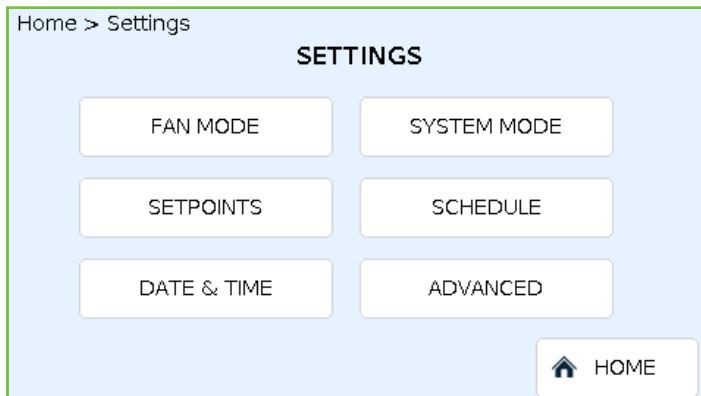 Home > Settings
SETTINGS
FAN MODE
SYSTEM MODE
SETPOINTS
SCHEDULE
DATE & TIME
ADVANCED
HOME